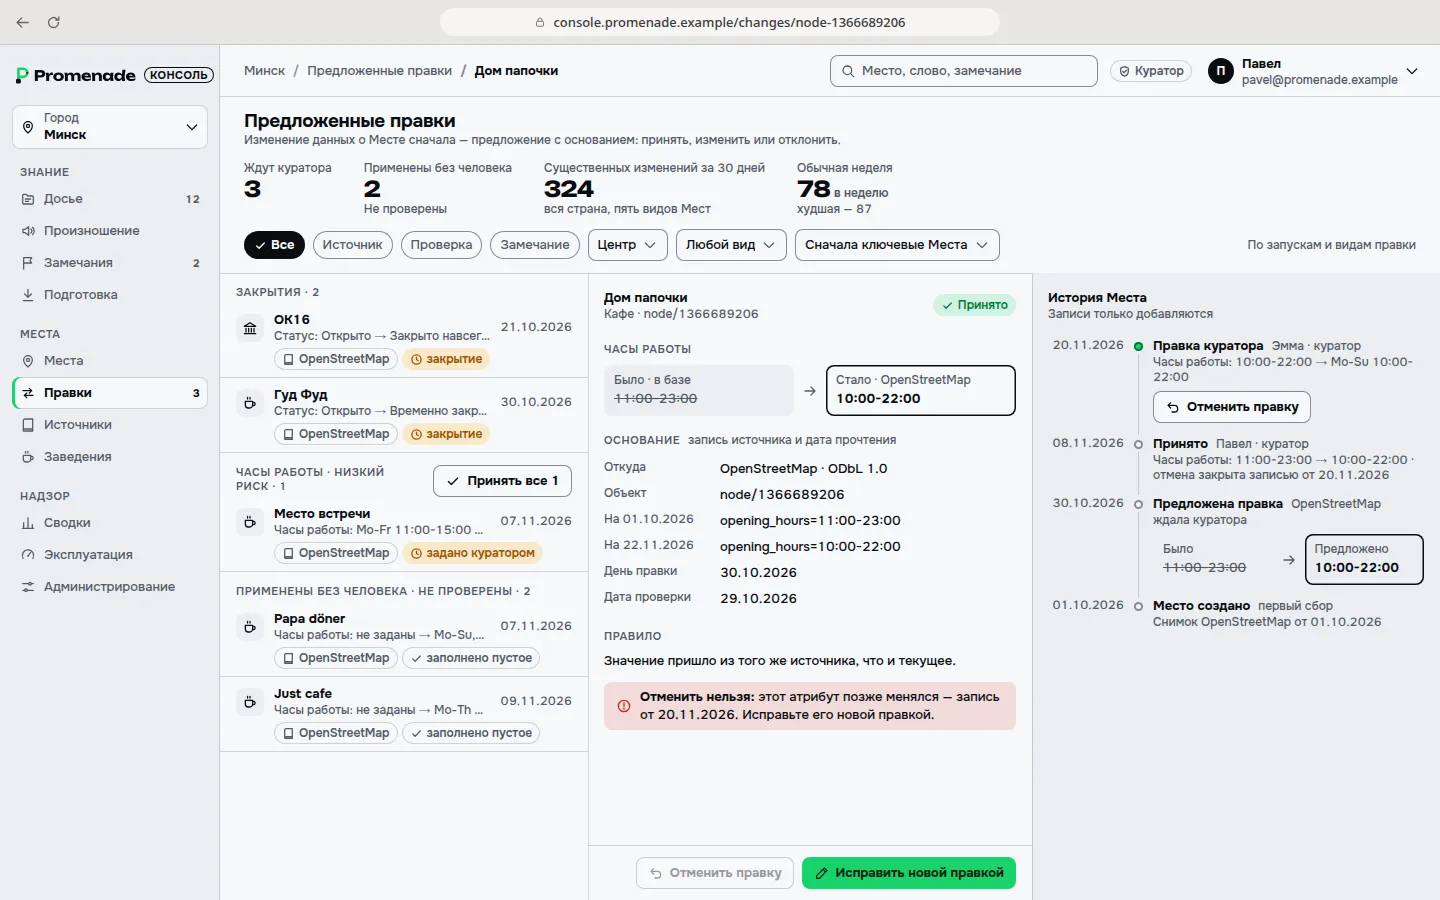 console.promenade.example/changes/node-1366689206
Promenade КОНСОЛЬ
Город
Минск
ЗНАНИЕ
Досье 12
Произношение
Замечания 2
Подготовка
МЕСТА
Места
Правки 3
Источники
Заведения
НАДЗОР
Сводки
Эксплуатация
Администрирование
Минск / Предложенные правки / Дом папочки
Место, слово, замечание
Куратор
П
Павел
pavel@promenade.example
Предложенные правки
Изменение данных о Месте сначала — предложение с основанием: принять, изменить или отклонить.
Ждут куратора
3
Применены без человека
2
Не проверены
Существенных изменений за 30 дней
324
вся страна, пять видов Мест
Обычная неделя
78 в неделю
худшая — 87
Все
Источник
Проверка
Замечание
Центр
Любой вид
Сначала ключевые Места
По запускам и видам правки
ЗАКРЫТИЯ · 2
ОК16
Статус: Открыто → Закрыто навсег...
21.10.2026
OpenStreetMap
закрытие
Гуд Фуд
Статус: Открыто → Временно закр...
30.10.2026
OpenStreetMap
закрытие
ЧАСЫ РАБОТЫ · НИЗКИЙ
РИСК · 1
Принять все 1
Место встречи
Часы работы: Mo-Fr 11:00-15:00 ...
07.11.2026
OpenStreetMap
задано куратором
ПРИМЕНЕНЫ БЕЗ ЧЕЛОВЕКА · НЕ ПРОВЕРЕНЫ · 2
Papa döner
Часы работы: не заданы → Mo-Su,...
07.11.2026
OpenStreetMap
заполнено пустое
Just cafe
Часы работы: не заданы → Mo-Th ...
09.11.2026
OpenStreetMap
заполнено пустое
Дом папочки
Кафе · node/1366689206
Принято
ЧАСЫ РАБОТЫ
Было · в базе
11:00-23:00
→
Стало · OpenStreetMap
10:00-22:00
ОСНОВАНИЕ запись источника и дата прочтения
Откуда OpenStreetMap · ODbL 1.0
Объект node/1366689206
На 01.10.2026 opening_hours=11:00-23:00
На 22.11.2026 opening_hours=10:00-22:00
День правки 30.10.2026
Дата проверки 29.10.2026
ПРАВИЛО
Значение пришло из того же источника, что и текущее.
Отменить нельзя: этот атрибут позже менялся — запись
от 20.11.2026. Исправьте его новой правкой.
Отменить правку
Исправить новой правкой
История Места
Записи только добавляются
20.11.2026 Правка куратора Эмма · куратор
Часы работы: 10:00-22:00 → Mo-Su 10:00-
22:00
Отменить правку
08.11.2026 Принято Павел · куратор
Часы работы: 11:00-23:00 → 10:00-22:00 ·
отмена закрыта записью от 20.11.2026
30.10.2026 Предложена правка OpenStreetMap
ждала куратора
Было
11:00-23:00
→
Предложено
10:00-22:00
01.10.2026 Место создано первый сбор
Снимок OpenStreetMap от 01.10.2026